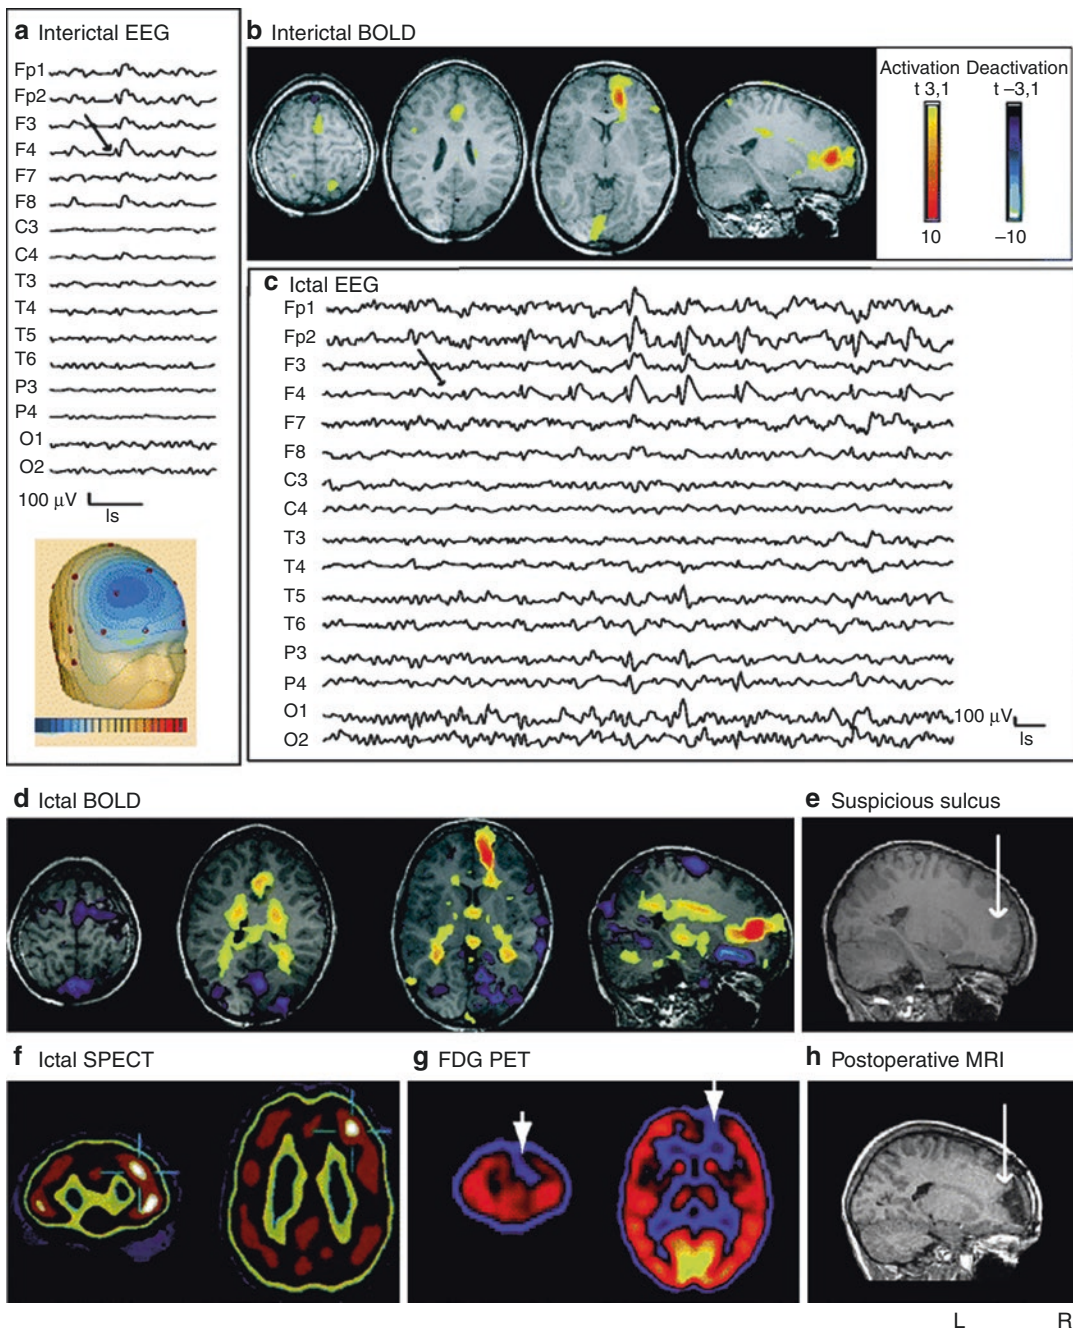 a Interictal EEG
Fp1
Fp2
F3
F4
F7
F8
C3
C4
T3
T4
T5
T6
P3
P4
O1
O2
100 µV
Is
b Interictal BOLD
Activation Deactivation
t 3,1 t –3,1
10 –10
c Ictal EEG
Fp1
Fp2
F3
F4
F7
F8
C3
C4
T3
T4
T5
T6
P3
P4
O1
O2
100 µV
Is
d Ictal BOLD
e Suspicious sulcus
f Ictal SPECT
g FDG PET
h Postoperative MRI
L R